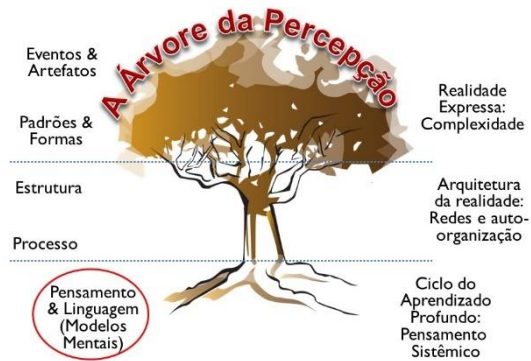 A Árvore da Percepção
Eventos &
Artefatos
Padrões &
Formas
Realidade
Expressa:
Complexidade
Estrutura
Processo
Arquitetura
da realidade:
Redes e auto-
organização
Pensamento
& Linguagem
(Modelos
Mentais)
Ciclo do
Aprendizado
Profundo:
Pensamento
Sistêmico